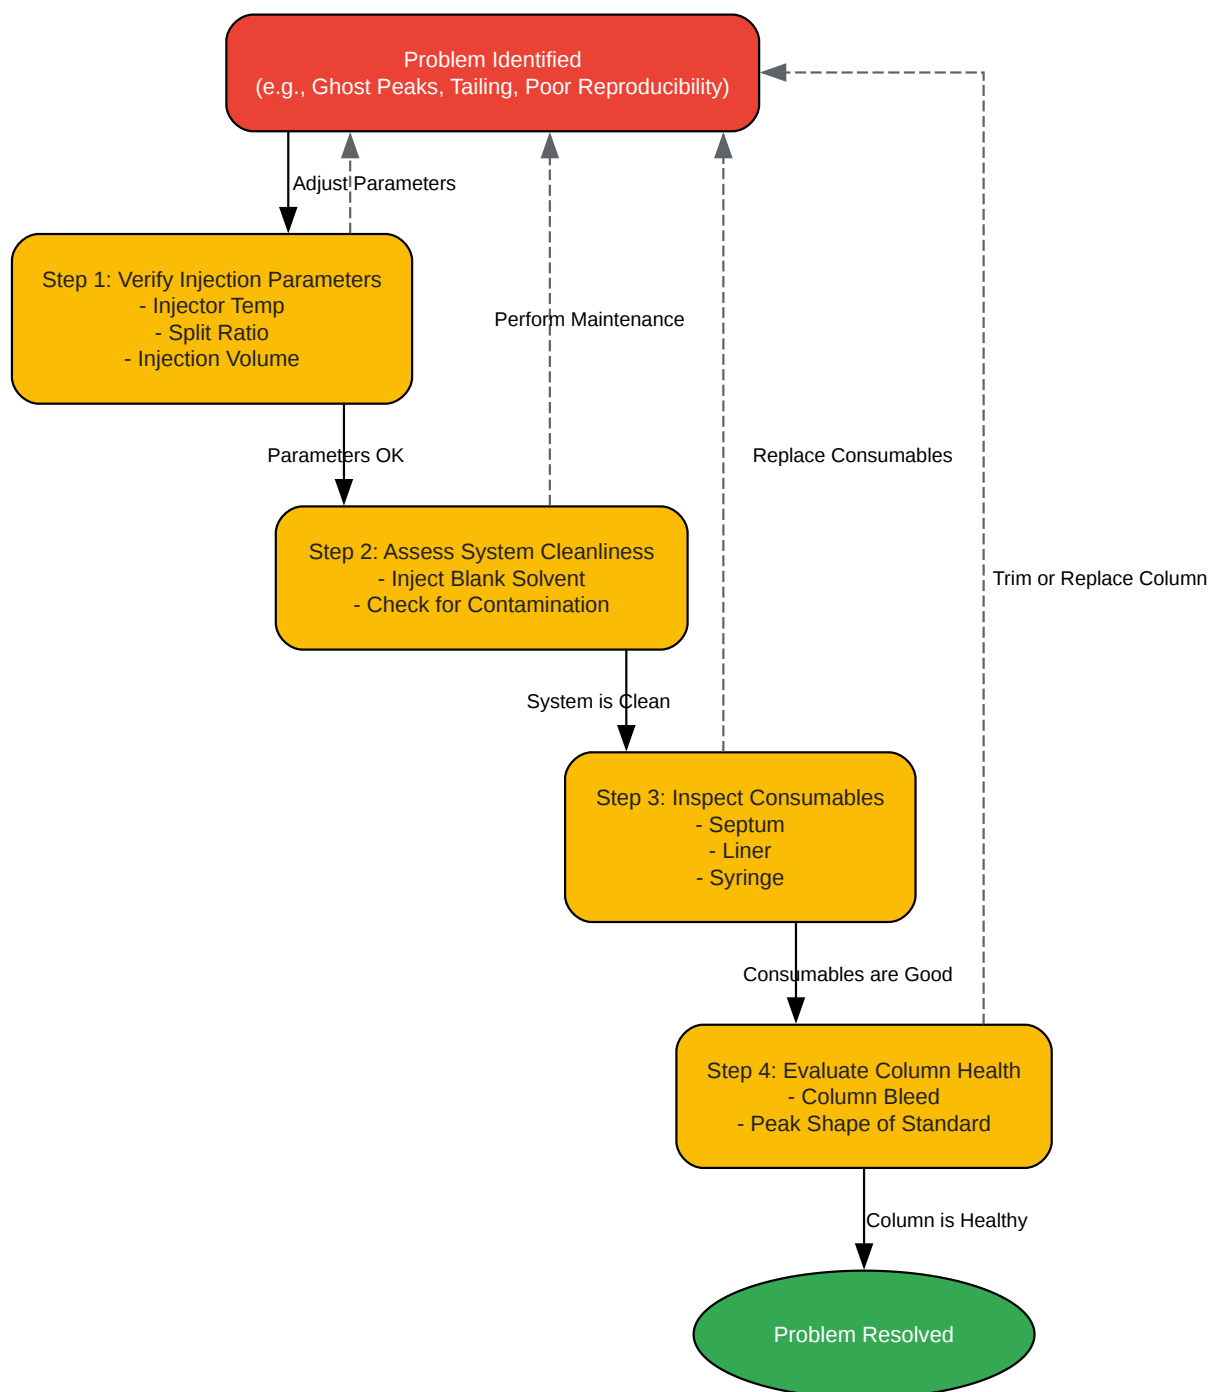 Problem Identified
(e.g., Ghost Peaks, Tailing, Poor Reproducibility)
Adjust Parameters
Step 1: Verify Injection Parameters
- Injector Temp
- Split Ratio
- Injection Volume
Perform Maintenance
Parameters OK
Replace Consumables
Step 2: Assess System Cleanliness
- Inject Blank Solvent
- Check for Contamination
Trim or Replace Column
System is Clean
Step 3: Inspect Consumables
- Septum
- Liner
- Syringe
Consumables are Good
Step 4: Evaluate Column Health
- Column Bleed
- Peak Shape of Standard
Column is Healthy
Problem Resolved